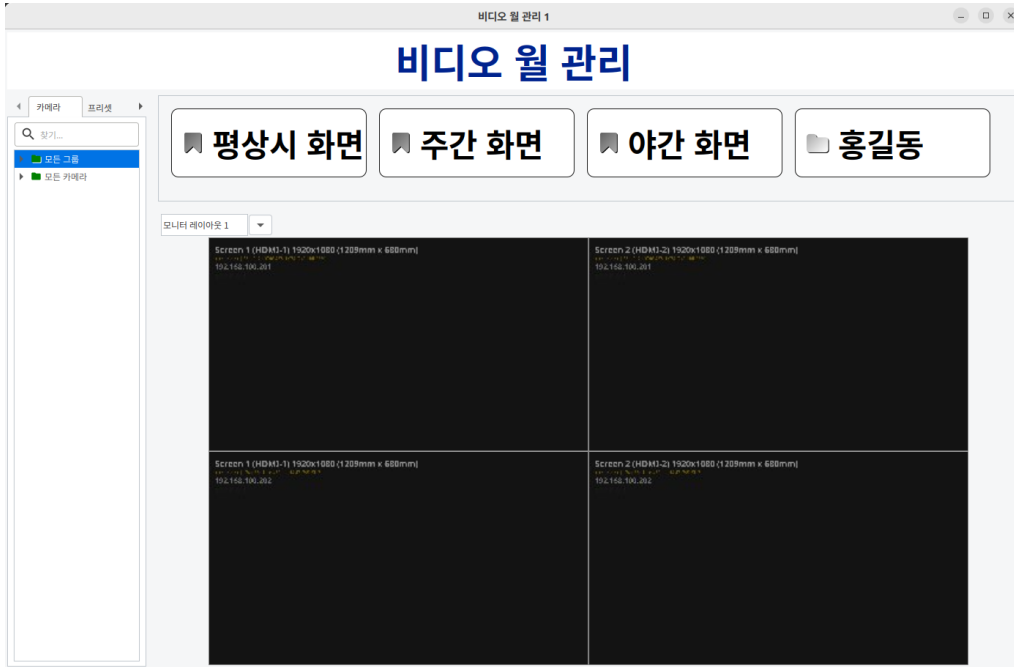 비디오 월 관리 1
비디오 월 관리
카메라
프리셋
찾기...
모든 그룹
모든 카메라
평상시 화면
주간 화면
야간 화면
홍길동
모니터 레이아웃 1
Screen 1 (HDMI-1) 1920x1080 (1209mm x 680mm)
192.168.100.201
Screen 2 (HDMI-2) 1920x1080 (1209mm x 680mm)
192.168.100.201
Screen 1 (HDMI-1) 1920x1080 (1209mm x 680mm)
192.168.100.202
Screen 2 (HDMI-2) 1920x1080 (1209mm x 680mm)
192.168.100.202